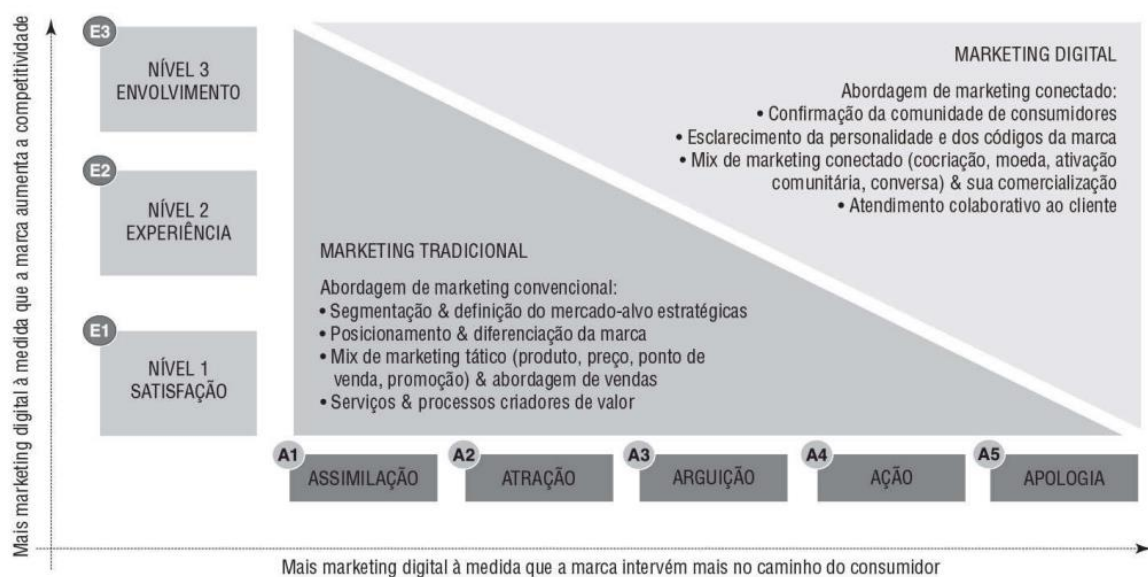 Mais marketing digital à medida que a marca aumenta a competitividade
E3
NÍVEL 3
ENVOLVIMENTO
E2
NÍVEL 2
EXPERIÊNCIA
E1
NÍVEL 1
SATISFAÇÃO
MARKETING DIGITAL
Abordagem de marketing conectado:
• Confirmação da comunidade de consumidores
• Esclarecimento da personalidade e dos códigos da marca
• Mix de marketing conectado (cocriação, moeda, ativação
comunitária, conversa) & sua comercialização
• Atendimento colaborativo ao cliente
MARKETING TRADICIONAL
Abordagem de marketing convencional:
• Segmentação & definição do mercado-alvo estratégicas
• Posicionamento & diferenciação da marca
• Mix de marketing tático (produto, preço, ponto de
venda, promoção) & abordagem de vendas
• Serviços & processos criadores de valor
A1
ASSIMILAÇÃO
A2
ATRAÇÃO
A3
ARGUIÇÃO
A4
AÇÃO
A5
APOLOGIA
Mais marketing digital à medida que a marca intervém mais no caminho do consumidor